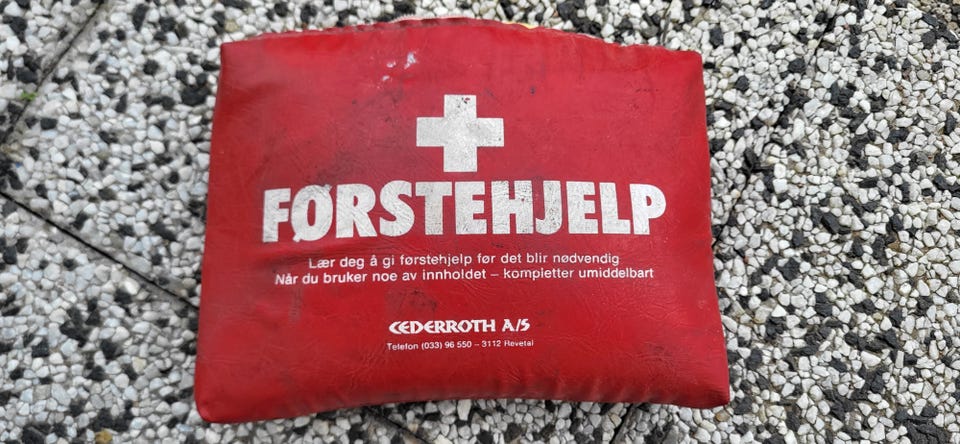 FØRSTEHJELP
Lær deg å gi førstehjelp før det blir nødvendig
Når du bruker noe av innholdet – kompletter umiddelbart
CEDERROTH A/S
Telefon (033) 96 550 – 3112 Revetal